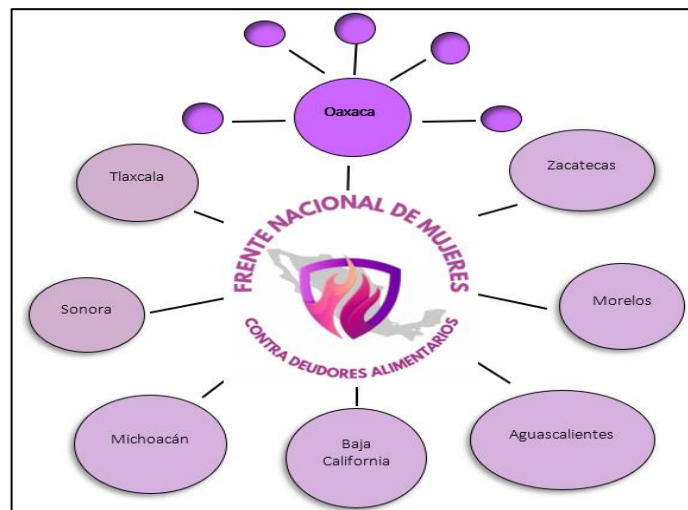 Oaxaca
Tlaxcala
Zacatecas
FRENTE NACIONAL DE MUJERES
CONTRA DEUDORES ALIMENTARIOS
Sonora
Morelos
Michoacán
Baja
California
Aguascalientes